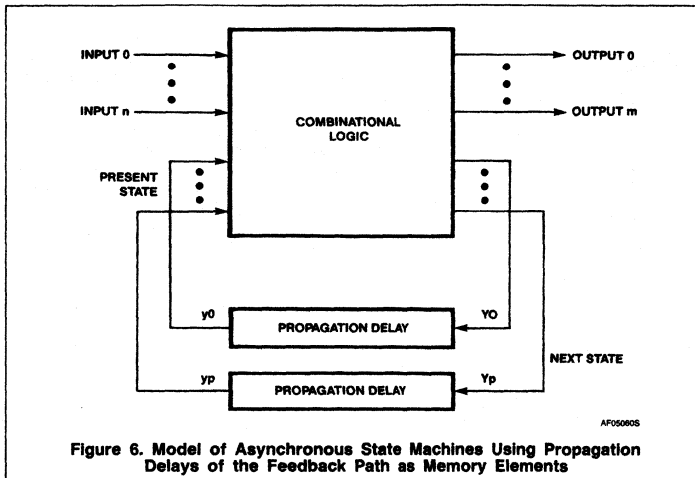 INPUT 0
OUTPUT 0
INPUT n
OUTPUT m
COMBINATIONAL
LOGIC
PRESENT
STATE
y0
PROPAGATION DELAY
YO
NEXT STATE
yp
PROPAGATION DELAY
Yp
AF05060S
Figure 6. Model of Asynchronous State Machines Using Propagation
Delays of the Feedback Path as Memory Elements